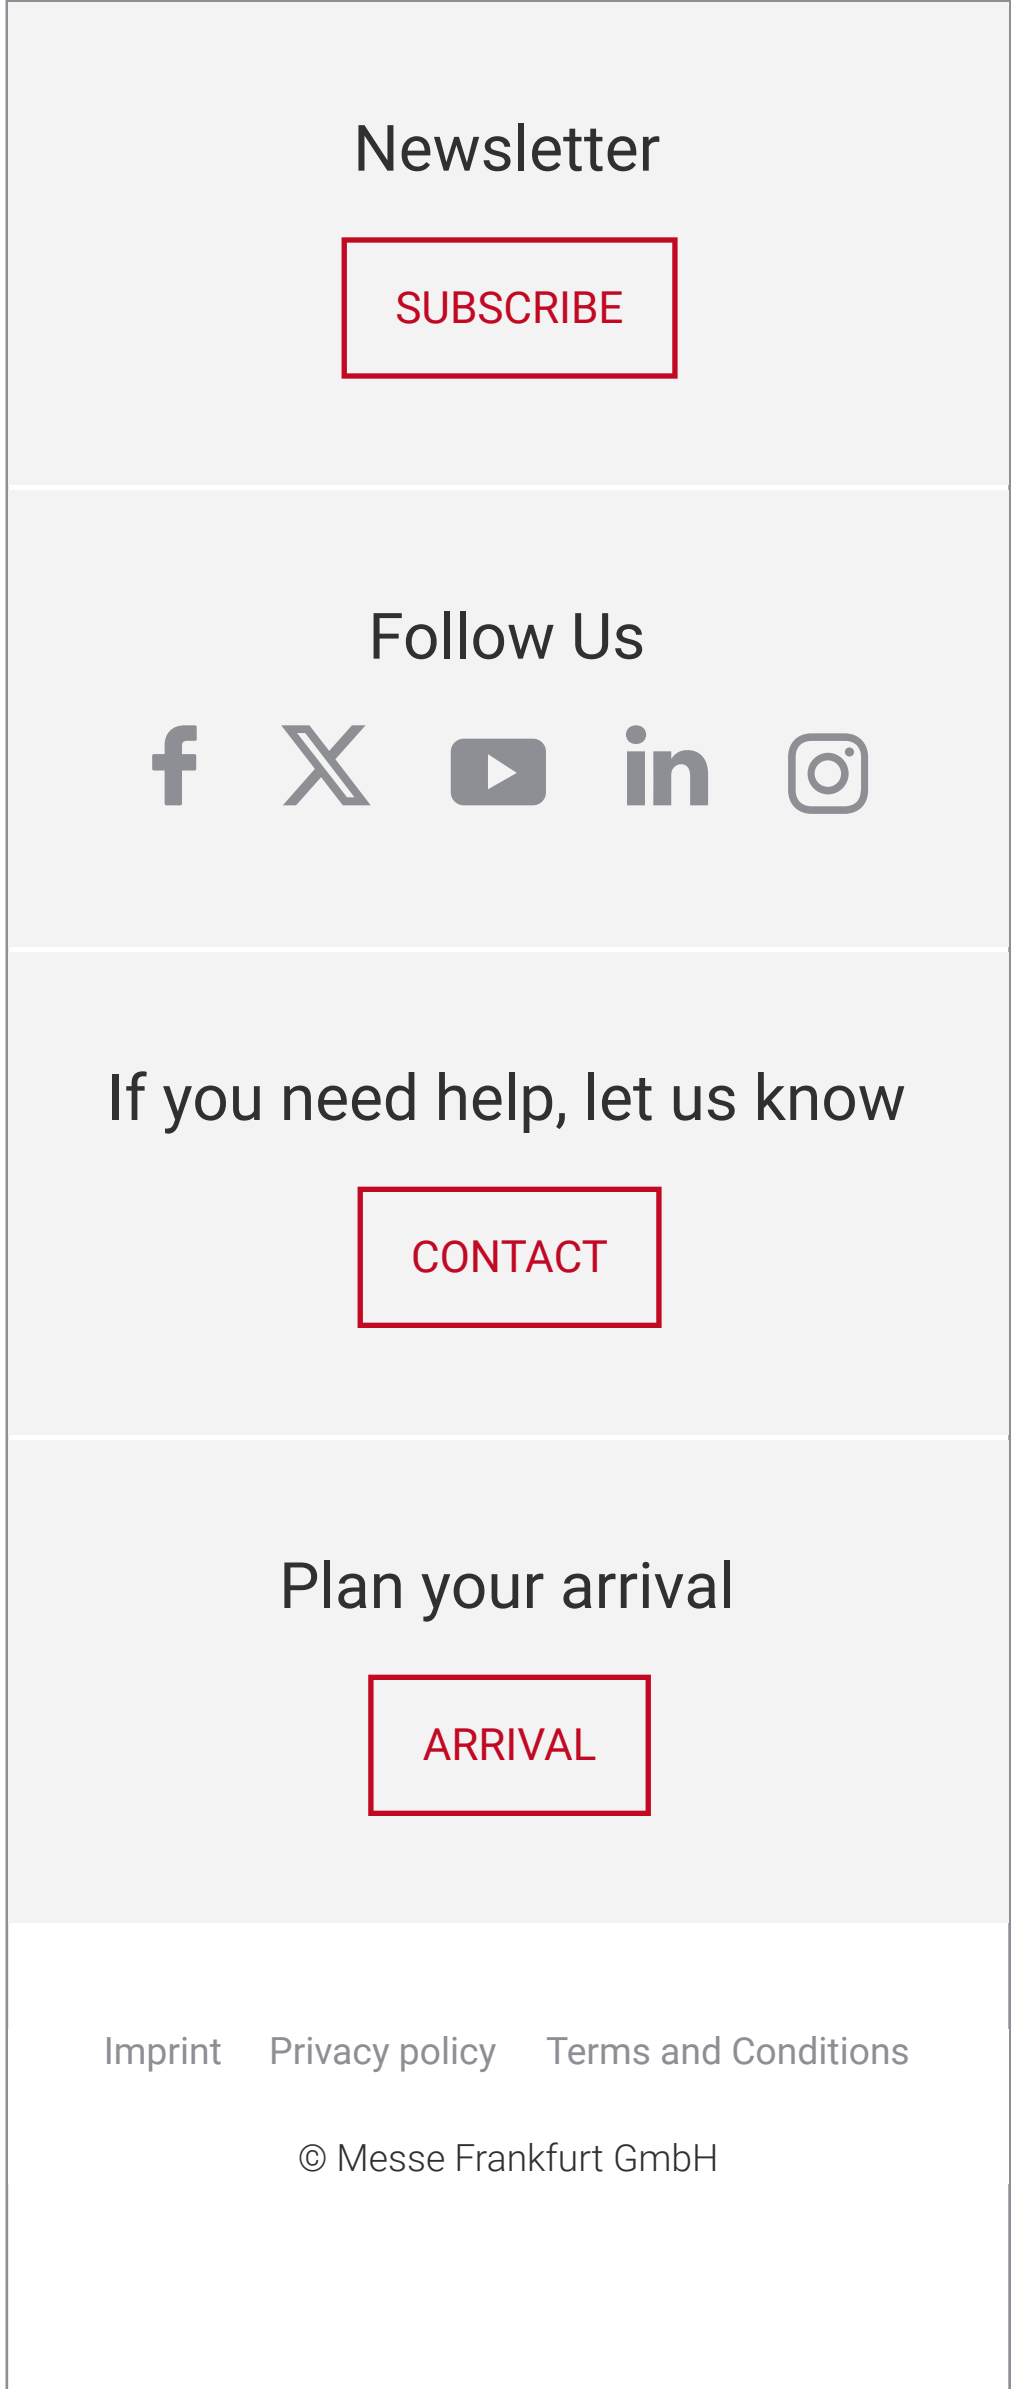 Newsletter
SUBSCRIBE
Follow Us
If you need help, let us know
CONTACT
Plan your arrival
ARRIVAL
Imprint Privacy policy Terms and Conditions
© Messe Frankfurt GmbH